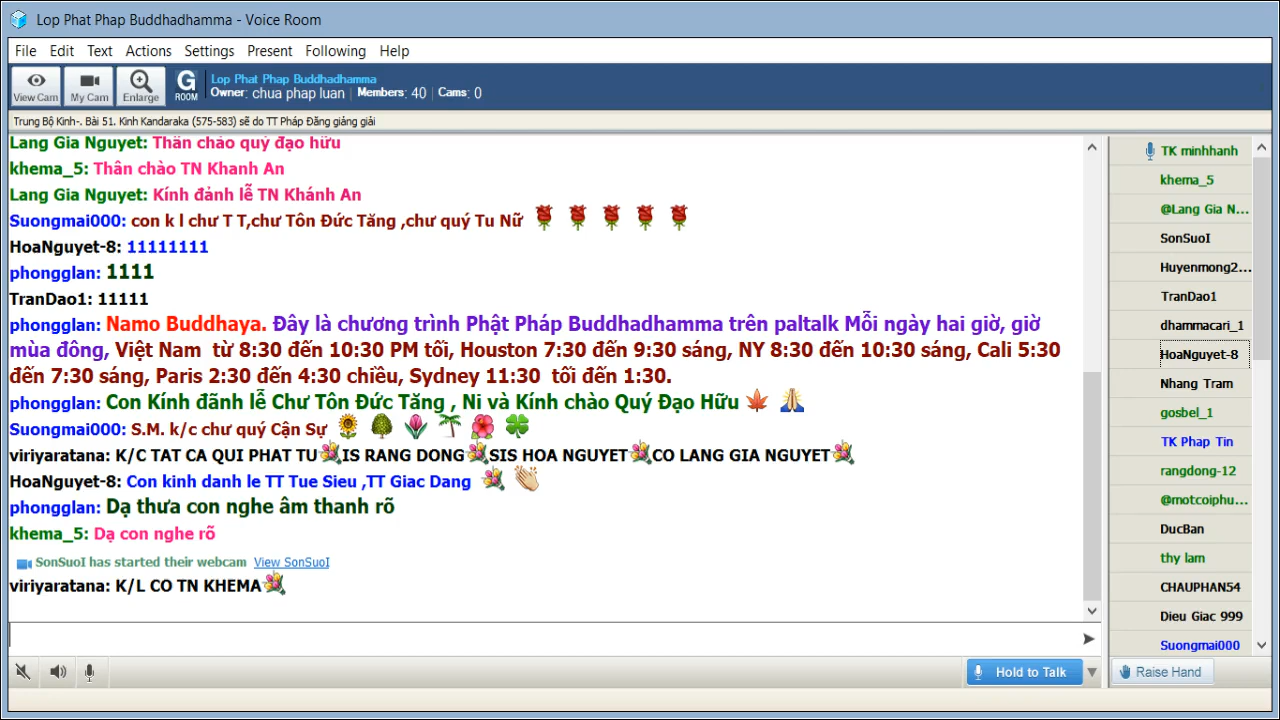 Lop Phat Phap Buddhadhamma - Voice Room
File Edit Text Actions Settings Present Following Help
View Cam My Cam Enlarge G ROOM
Lop Phat Phap Buddhadhamma
Owner: chua phap luan | Members: 40 | Cams: 0
Trung Bộ Kinh-. Bài 51. Kinh Kandaraka (575-583) sẽ do TT Pháp Đăng giảng giải
Lang Gia Nguyet: Thân chào quý đạo hữu
khema_5: Thân chào TN Khanh An
Lang Gia Nguyet: Kính đảnh lễ TN Khánh An
Suongmai000: con k l chư T T,chư Tôn Đức Tăng ,chư quý Tu Nữ
HoaNguyet-8: 11111111
phongglan: 1111
TranDao1: 11111
phongglan: Namo Buddhaya. Đây là chương trình Phật Pháp Buddhadhamma trên paltalk Mỗi ngày hai giờ, giờ
mùa đông, Việt Nam từ 8:30 đến 10:30 PM tối, Houston 7:30 đến 9:30 sáng, NY 8:30 đến 10:30 sáng, Cali 5:30
đến 7:30 sáng, Paris 2:30 đến 4:30 chiều, Sydney 11:30 tối đến 1:30.
phongglan: Con Kính đãnh lễ Chư Tôn Đức Tăng , Ni và Kính chào Quý Đạo Hữu
Suongmai000: S.M. k/c chư quý Cận Sự
viriyaratana: K/C TAT CA QUI PHAT TU IS RANG DONG SIS HOA NGUYET CO LANG GIA NGUYET
HoaNguyet-8: Con kinh danh le TT Tue Sieu ,TT Giac Dang
phongglan: Dạ thưa con nghe âm thanh rõ
khema_5: Dạ con nghe rõ
SonSuoI has started their webcam View SonSuoI
viriyaratana: K/L CO TN KHEMA
TK minhhanh
khema_5
@Lang Gia N...
SonSuoI
Huyenmong2...
TranDao1
dhammacari_1
HoaNguyet-8
Nhang Tram
gosbel_1
TK Phap Tin
rangdong-12
@motcoiphu...
DucBan
thy lam
CHAUPHAN54
Dieu Giac 999
Suongmai000
Hold to Talk
Raise Hand